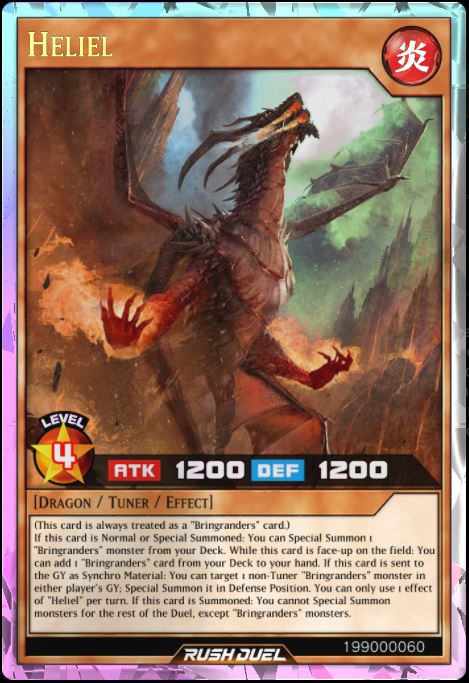 HELIEL
炎
LEVEL
4
ATK 1200 DEF 1200
[DRAGON / TUNER / EFFECT]
(This card is always treated as a "Bringranders" card.)
If this card is Normal or Special Summoned: You can Special Summon 1
"Bringranders" monster from your Deck. While this card is face-up on the field: You
can add 1 "Bringranders" card from your Deck to your hand. If this card is sent to
the GY as Synchro Material: You can target 1 non-Tuner "Bringranders" monster in
either player's GY; Special Summon it in Defense Position. You can only use 1 effect
of "Heliel" per turn. If this card is Summoned: You cannot Special Summon
monsters for the rest of the Duel, except "Bringranders" monsters.
199000060
RUSH DUEL